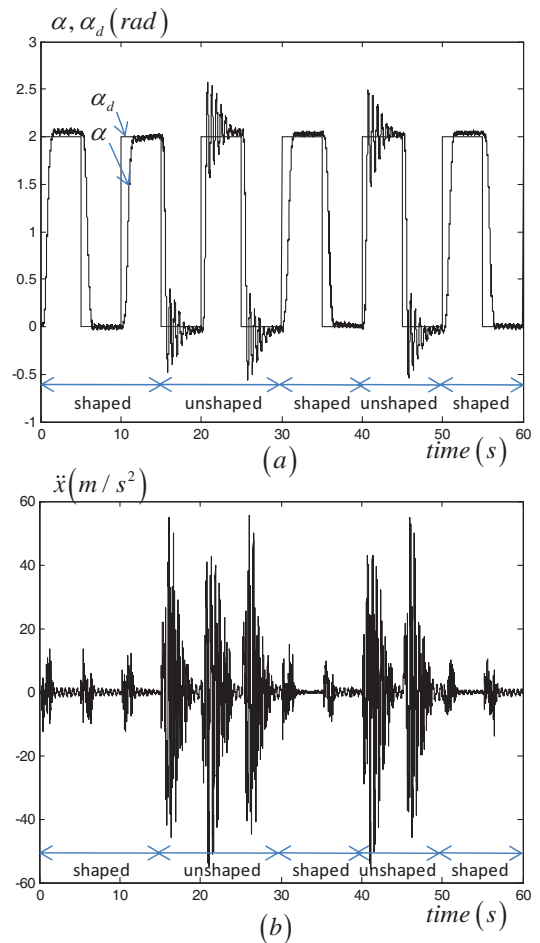 α, α_d (rad)
3
2.5
2
1.5
1
0.5
0
-0.5
-1
α_d
α
shaped unshaped shaped unshaped shaped
0 10 20 30 40 50 60
time (s)
(a)
ẍ(m / s²)
60
40
20
0
-20
-40
-60
shaped unshaped shaped unshaped shaped
0 10 20 30 40 50 60
time (s)
(b)